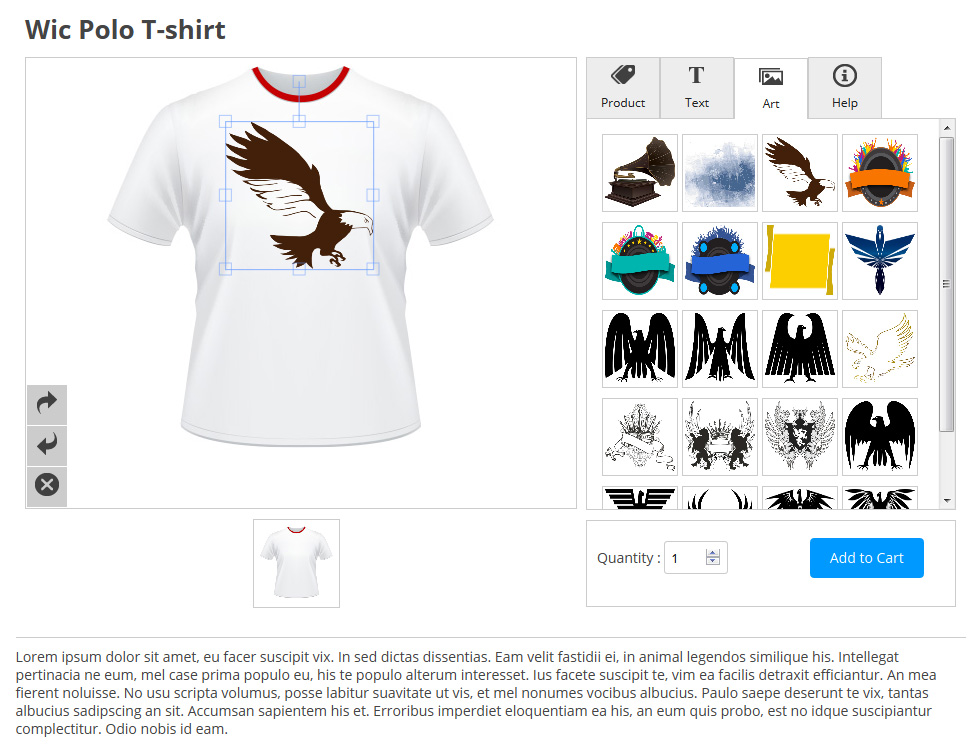 Wic Polo T-shirt
Product
Text
Art
Help
Quantity : 1
Add to Cart
Lorem ipsum dolor sit amet, eu facer suscipit vix. In sed dictas dissentias. Eam velit fastidii ei, in animal legendos similique his. Intellegat
pertinacia ne eum, mel case prima populo eu, his te populo alterum interesset. Ius facete suscipit te, vim ea facilis detraxit efficiantur. An mea
fierent noluisse. No usu scripta volumus, posse labitur suavitate ut vis, et mel nonumes vocibus albucius. Paulo saepe deserunt te vix, tantas
albucius sadipscing an sit. Accumsan sapientem his et. Erroribus imperdiet eloquentiam ea his, an eum quis probo, est no idque suscipiantur
complectitur. Odio nobis id eam.